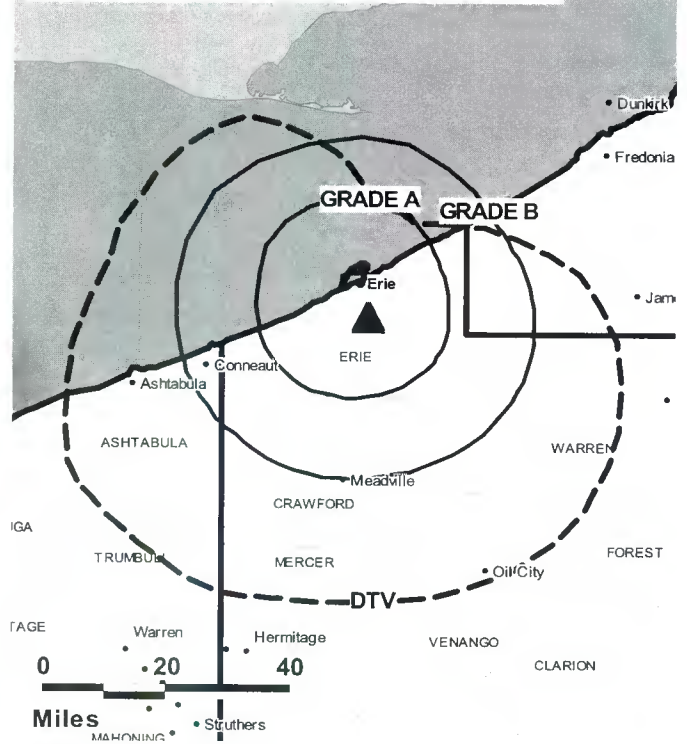 Dunkirk
Fredonia
GRADE A
GRADE B
Erie
Jam
ERIE
Conneaut
Ashtabula
ASHTABULA
WARREN
Meadville
CRAWFORD
IGA
TRUMBULL
MERCER
FOREST
Oil City
DTV
TAGE
Warren
Hermitage
VENANGO
0 20 40
CLARION
Miles
Struthers
MAHONING